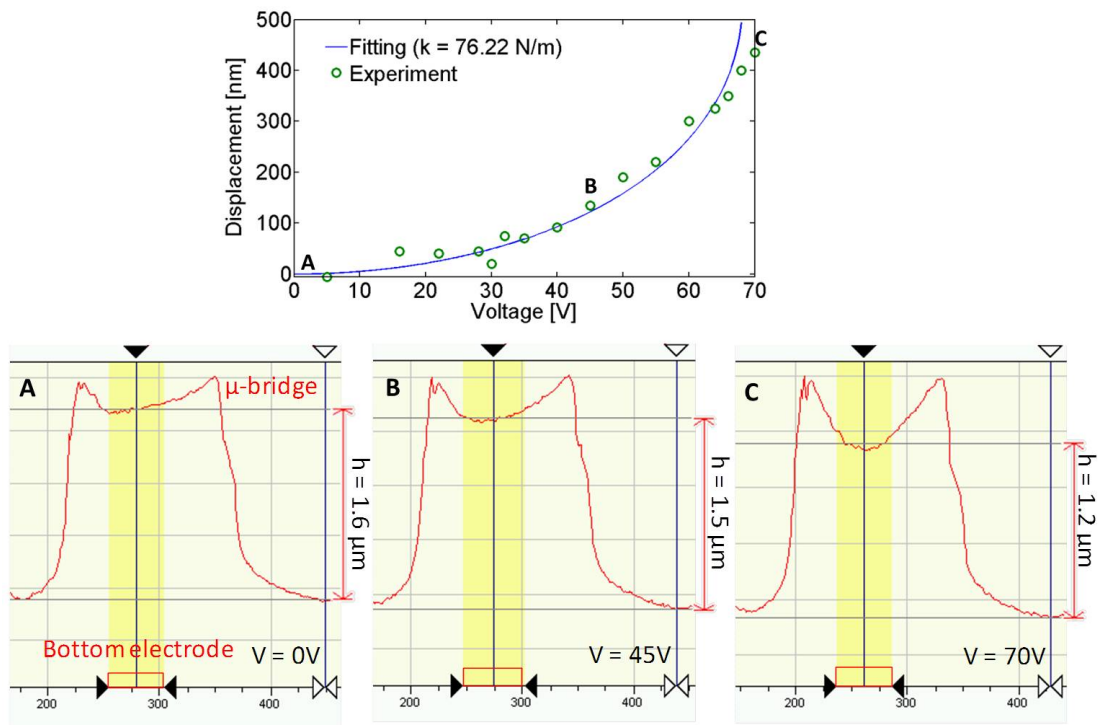 500
400
300
200
100
0
Displacement [nm]
Fitting (k = 76.22 N/m)
Experiment
A
B
C
0 10 20 30 40 50 60 70
Voltage [V]
A
μ-bridge
h = 1.6 μm
Bottom electrode
V = 0V
200 300 400
B
h = 1.5 μm
V = 45V
200 300 400
C
h = 1.2 μm
V = 70V
200 300 400